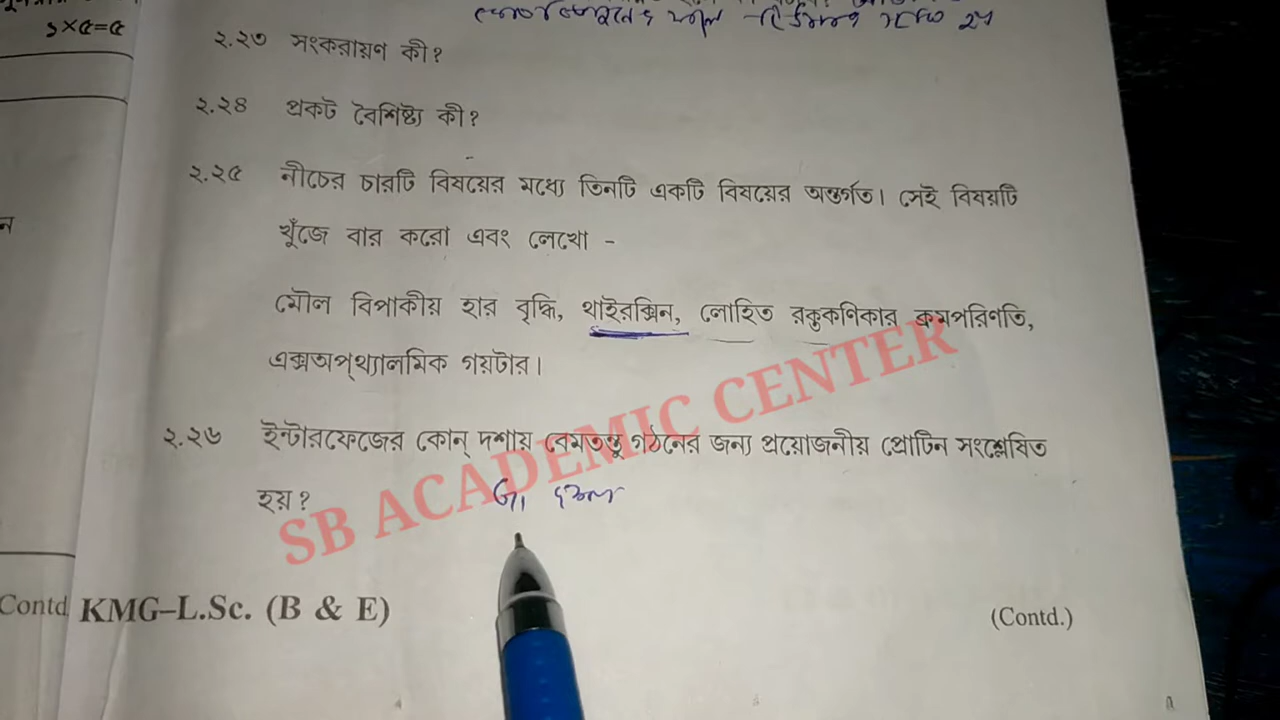 ১×৫=৫
২.২৩ সংকরায়ণ কী?
২.২৪ প্রকট বৈশিষ্ট্য কী?
২.২৫ নীচের চারটি বিষয়ের মধ্যে তিনটি একটি বিষয়ের অন্তর্গত। সেই বিষয়টি
খুঁজে বার করো এবং লেখো -
মৌল বিপাকীয় হার বৃদ্ধি, থাইরক্সিন, লোহিত রক্তকণিকার ক্রমপরিণতি,
এক্সঅপ্‌থ্যালমিক গয়টার।
২.২৬ ইন্টারফেজের কোন্ দশায় বেমতন্তু গঠনের জন্য প্রয়োজনীয় প্রোটিন সংশ্লেষিত
হয়?
SB ACADEMIC CENTER
Contd KMG–L.Sc. (B & E)
(Contd.)